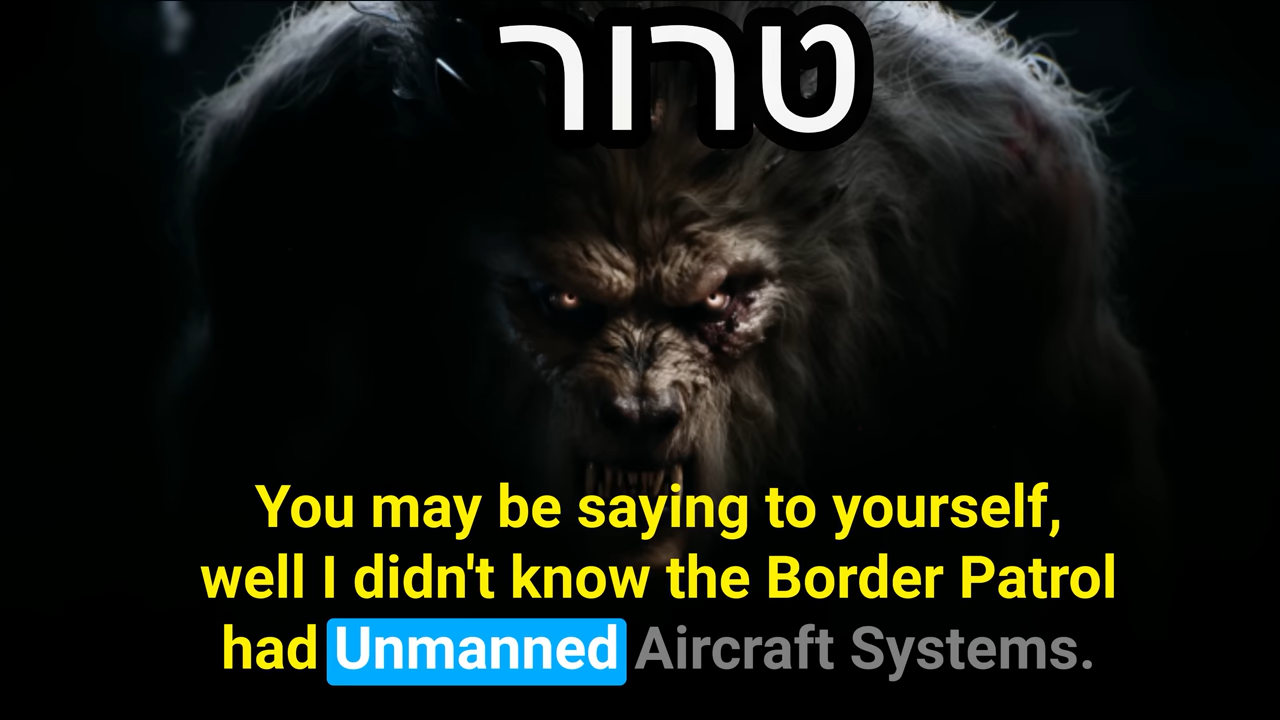 טרור
You may be saying to yourself,
well I didn't know the Border Patrol
had Unmanned Aircraft Systems.